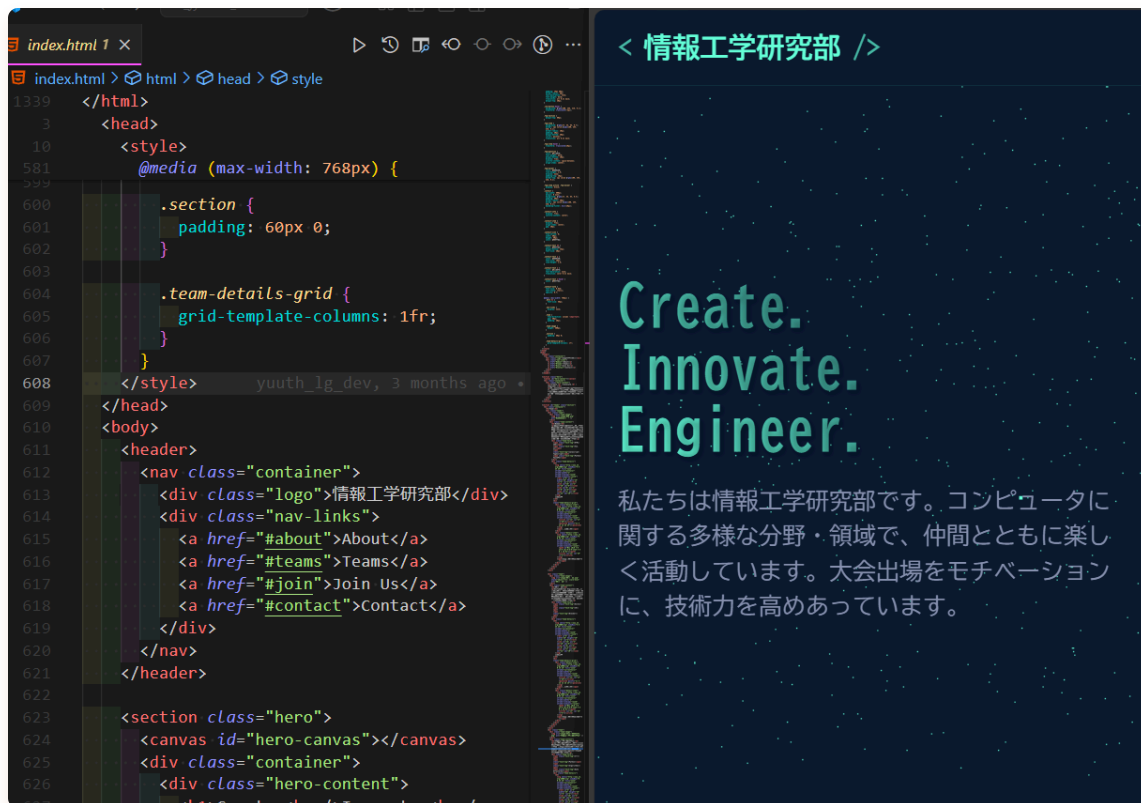 index.html 1
index.html > html > head > style
1339 </html>
3 <head>
10 <style>
581 @media (max-width: 768px) {
599
600 .section {
601 padding: 60px 0;
602 }
603
604 .team-details-grid {
605 grid-template-columns: 1fr;
606 }
607 }
608 </style> yuuth_lg_dev, 3 months ago •
609 </head>
610 <body>
611 <header>
612 <nav class="container">
613 <div class="logo">情報工学研究部</div>
614 <div class="nav-links">
615 <a href="#about">About</a>
616 <a href="#teams">Teams</a>
617 <a href="#join">Join Us</a>
618 <a href="#contact">Contact</a>
619 </div>
620 </nav>
621 </header>
622
623 <section class="hero">
624 <canvas id="hero-canvas"></canvas>
625 <div class="container">
626 <div class="hero-content">
< 情報工学研究部 />
Create.
Innovate.
Engineer.
私たちは情報工学研究部です。コンピュータに
関する多様な分野・領域で、仲間とともに楽し
く活動しています。大会出場をモチベーション
に、技術力を高めあっています。